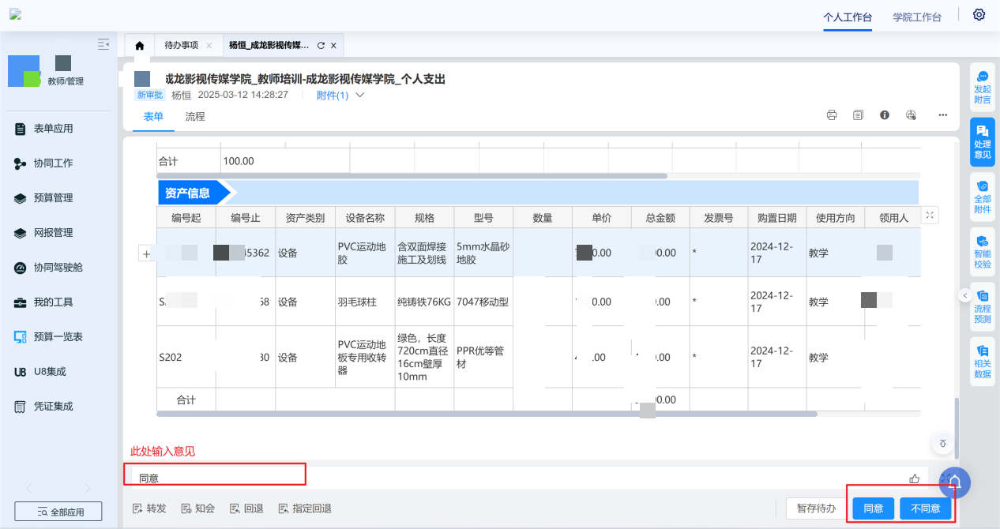 个人工作台 学院工作台
待办事项 杨恒_成龙影视传媒...
教师/管理
成龙影视传媒学院_教师培训-成龙影视传媒学院_个人支出
新审批 杨恒 2025-03-12 14:28:27 附件(1)
表单 流程
表单应用
协同工作
预算管理
网报管理
协同驾驶舱
我的工具
预算一览表
U8 U8集成
凭证集成
全部应用
合计 100.00
资产信息
编号起 编号止 资产类别 设备名称 规格 型号 数量 单价 总金额 发票号 购置日期 使用方向 领用人
45362 设备 PVC运动地胶 含双面焊接施工及划线 5mm水晶砂地胶 0.00 00.00 * 2024-12-17 教学
S 58 设备 羽毛球柱 纯铸铁76KG 7047移动型 0.00 .00 * 2024-12-17 教学
S202 30 设备 PVC运动地板专用收转器 绿色，长度720cm直径16cm壁厚10mm PPR优等管材 .00 .00 * 2024-12-17 教学
合计 00.00
此处输入意见
同意
转发 知会 回退 指定回退
暂存待办 同意 不同意
发起附言
处理意见
全部附件
智能校验
流程预测
相关数据